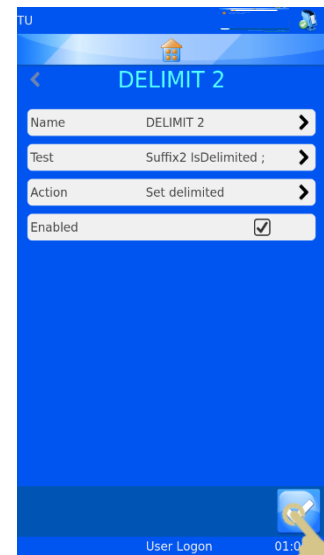 TU
DELIMIT 2
Name DELIMIT 2
Test Suffix2 IsDelimited ;
Action Set delimited
Enabled
User Logon